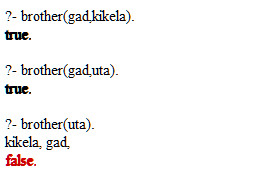 ?- brother(gad,kikela).
true.
?- brother(gad,uta).
true.
?- brother(uta).
kikela, gad,
false.